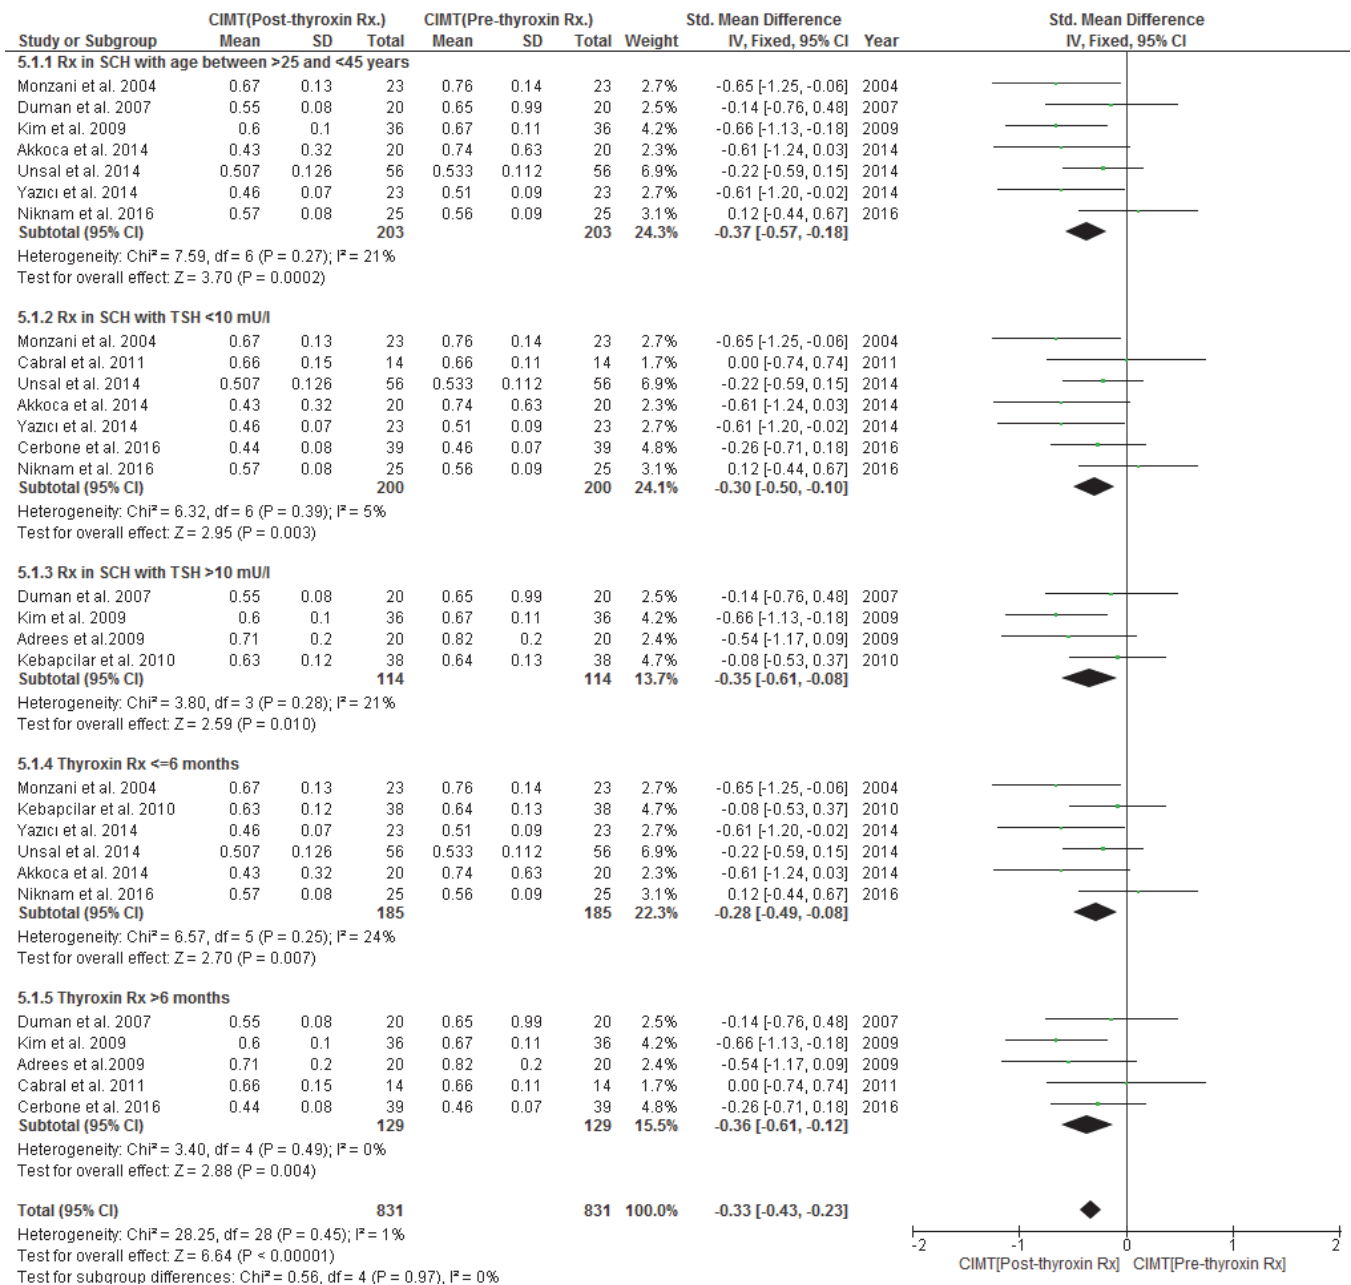 CIMT(Post-thyroxin Rx.) CIMT(Pre-thyroxin Rx.) Std. Mean Difference Std. Mean Difference
Study or Subgroup Mean SD Total Mean SD Total Weight IV, Fixed, 95% CI Year IV, Fixed, 95% CI
5.1.1 Rx in SCH with age between >25 and <45 years
Monzani et al. 2004 0.67 0.13 23 0.76 0.14 23 2.7% -0.65 [-1.25, -0.06] 2004
Duman et al. 2007 0.55 0.08 20 0.65 0.99 20 2.5% -0.14 [-0.76, 0.48] 2007
Kim et al. 2009 0.6 0.1 36 0.67 0.11 36 4.2% -0.66 [-1.13, -0.18] 2009
Akkoca et al. 2014 0.43 0.32 20 0.74 0.63 20 2.3% -0.61 [-1.24, 0.03] 2014
Unsal et al. 2014 0.507 0.126 56 0.533 0.112 56 6.9% -0.22 [-0.59, 0.15] 2014
Yazıcı et al. 2014 0.46 0.07 23 0.51 0.09 23 2.7% -0.61 [-1.20, -0.02] 2014
Niknam et al. 2016 0.57 0.08 25 0.56 0.09 25 3.1% 0.12 [-0.44, 0.67] 2016
Subtotal (95% CI) 203 203 24.3% -0.37 [-0.57, -0.18]
Heterogeneity: Chi² = 7.59, df = 6 (P = 0.27); I² = 21%
Test for overall effect: Z = 3.70 (P = 0.0002)
5.1.2 Rx in SCH with TSH <10 mU/l
Monzani et al. 2004 0.67 0.13 23 0.76 0.14 23 2.7% -0.65 [-1.25, -0.06] 2004
Cabral et al. 2011 0.66 0.15 14 0.66 0.11 14 1.7% 0.00 [-0.74, 0.74] 2011
Unsal et al. 2014 0.507 0.126 56 0.533 0.112 56 6.9% -0.22 [-0.59, 0.15] 2014
Akkoca et al. 2014 0.43 0.32 20 0.74 0.63 20 2.3% -0.61 [-1.24, 0.03] 2014
Yazıcı et al. 2014 0.46 0.07 23 0.51 0.09 23 2.7% -0.61 [-1.20, -0.02] 2014
Cerbone et al. 2016 0.44 0.08 39 0.46 0.07 39 4.8% -0.26 [-0.71, 0.18] 2016
Niknam et al. 2016 0.57 0.08 25 0.56 0.09 25 3.1% 0.12 [-0.44, 0.67] 2016
Subtotal (95% CI) 200 200 24.1% -0.30 [-0.50, -0.10]
Heterogeneity: Chi² = 6.32, df = 6 (P = 0.39); I² = 5%
Test for overall effect: Z = 2.95 (P = 0.003)
5.1.3 Rx in SCH with TSH >10 mU/l
Duman et al. 2007 0.55 0.08 20 0.65 0.99 20 2.5% -0.14 [-0.76, 0.48] 2007
Kim et al. 2009 0.6 0.1 36 0.67 0.11 36 4.2% -0.66 [-1.13, -0.18] 2009
Adrees et al.2009 0.71 0.2 20 0.82 0.2 20 2.4% -0.54 [-1.17, 0.09] 2009
Kebapcilar et al. 2010 0.63 0.12 38 0.64 0.13 38 4.7% -0.08 [-0.53, 0.37] 2010
Subtotal (95% CI) 114 114 13.7% -0.35 [-0.61, -0.08]
Heterogeneity: Chi² = 3.80, df = 3 (P = 0.28); I² = 21%
Test for overall effect: Z = 2.59 (P = 0.010)
5.1.4 Thyroxin Rx <=6 months
Monzani et al. 2004 0.67 0.13 23 0.76 0.14 23 2.7% -0.65 [-1.25, -0.06] 2004
Kebapcilar et al. 2010 0.63 0.12 38 0.64 0.13 38 4.7% -0.08 [-0.53, 0.37] 2010
Yazıcı et al. 2014 0.46 0.07 23 0.51 0.09 23 2.7% -0.61 [-1.20, -0.02] 2014
Unsal et al. 2014 0.507 0.126 56 0.533 0.112 56 6.9% -0.22 [-0.59, 0.15] 2014
Akkoca et al. 2014 0.43 0.32 20 0.74 0.63 20 2.3% -0.61 [-1.24, 0.03] 2014
Niknam et al. 2016 0.57 0.08 25 0.56 0.09 25 3.1% 0.12 [-0.44, 0.67] 2016
Subtotal (95% CI) 185 185 22.3% -0.28 [-0.49, -0.08]
Heterogeneity: Chi² = 6.57, df = 5 (P = 0.25); I² = 24%
Test for overall effect: Z = 2.70 (P = 0.007)
5.1.5 Thyroxin Rx >6 months
Duman et al. 2007 0.55 0.08 20 0.65 0.99 20 2.5% -0.14 [-0.76, 0.48] 2007
Kim et al. 2009 0.6 0.1 36 0.67 0.11 36 4.2% -0.66 [-1.13, -0.18] 2009
Adrees et al.2009 0.71 0.2 20 0.82 0.2 20 2.4% -0.54 [-1.17, 0.09] 2009
Cabral et al. 2011 0.66 0.15 14 0.66 0.11 14 1.7% 0.00 [-0.74, 0.74] 2011
Cerbone et al. 2016 0.44 0.08 39 0.46 0.07 39 4.8% -0.26 [-0.71, 0.18] 2016
Subtotal (95% CI) 129 129 15.5% -0.36 [-0.61, -0.12]
Heterogeneity: Chi² = 3.40, df = 4 (P = 0.49); I² = 0%
Test for overall effect: Z = 2.88 (P = 0.004)
Total (95% CI) 831 831 100.0% -0.33 [-0.43, -0.23]
Heterogeneity: Chi² = 28.25, df = 28 (P = 0.45); I² = 1%
Test for overall effect: Z = 6.64 (P < 0.00001)
Test for subgroup differences: Chi² = 0.56, df = 4 (P = 0.97), I² = 0%
-2 -1 0 1 2
CIMT[Post-thyroxin Rx] CIMT[Pre-thyroxin Rx]